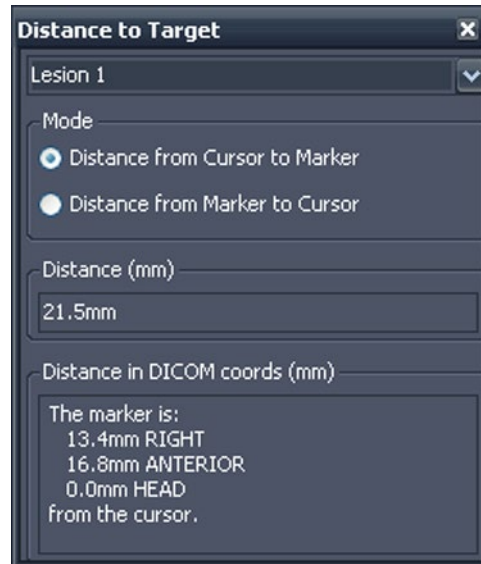 Distance to Target
Lesion 1
Mode
Distance from Cursor to Marker
Distance from Marker to Cursor
Distance (mm)
21.5mm
Distance in DICOM coords (mm)
The marker is:
13.4mm RIGHT
16.8mm ANTERIOR
0.0mm HEAD
from the cursor.